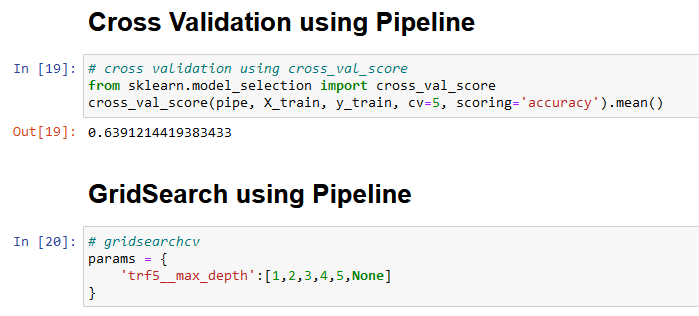 Cross Validation using Pipeline
In [19]: # cross validation using cross_val_score
from sklearn.model_selection import cross_val_score
cross_val_score(pipe, X_train, y_train, cv=5, scoring='accuracy').mean()
Out[19]: 0.6391214419383433
GridSearch using Pipeline
In [20]: # gridsearchcv
params = {
    'trf5__max_depth':[1,2,3,4,5,None]
}